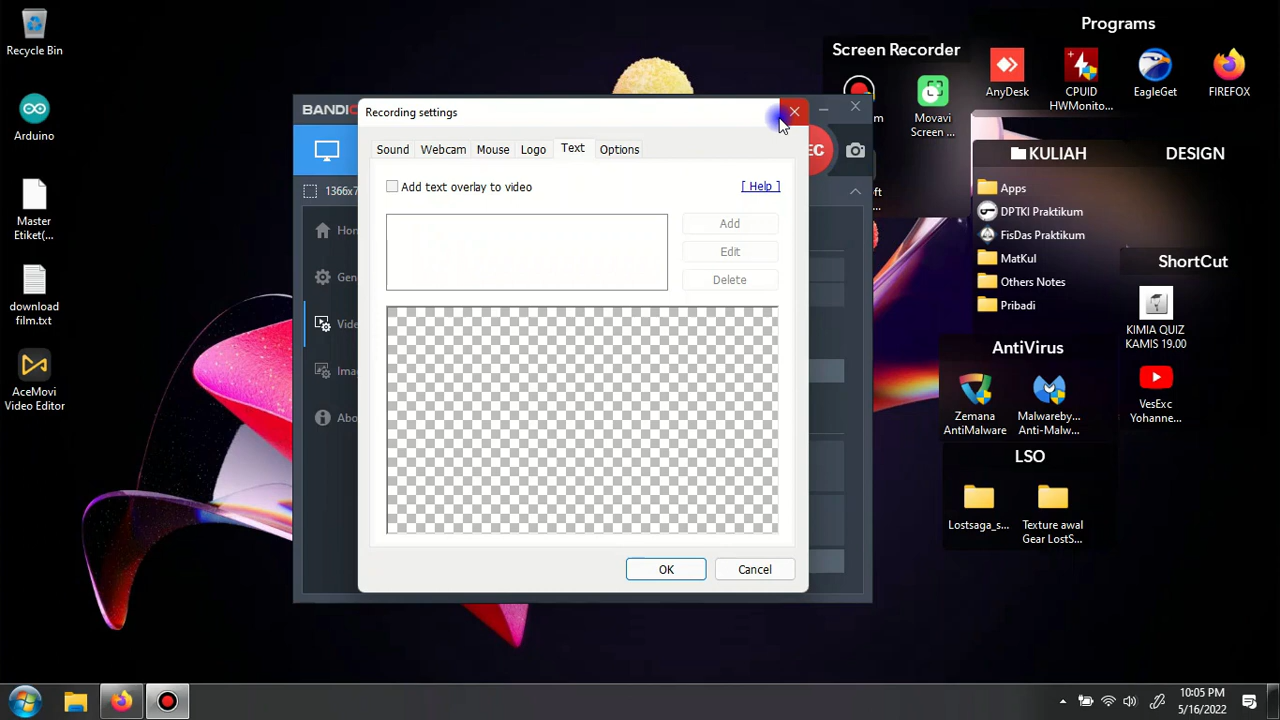 Recycle Bin
Arduino
Master
Etiket(...
download
film.txt
AceMovi
Video Editor
Recording settings
Sound
Webcam
Mouse
Logo
Text
Options
Add text overlay to video
[ Help ]
Add
Edit
Delete
OK
Cancel
1366x7
Screen Recorder
Movavi
Screen ...
Programs
AnyDesk
CPUID
HWMonito...
EagleGet
FIREFOX
KULIAH
DESIGN
Apps
DPTKI Praktikum
FisDas Praktikum
MatKul
Others Notes
Pribadi
ShortCut
KIMIA QUIZ
KAMIS 19.00
AntiVirus
Zemana
AntiMalware
Malwareby...
Anti-Malw...
VesExc
Yohanne...
LSO
Lostsaga_s...
Texture awal
Gear LostS...
10:05 PM
5/16/2022